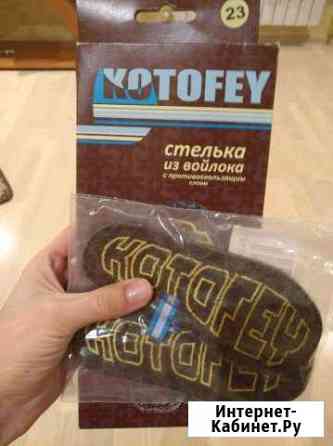 23
KOTOFEY
стелька
из войлока
с противоскользящим
слоем
KOTOFEY
KOTOFEY
Интернет-
Кабинет.Ру